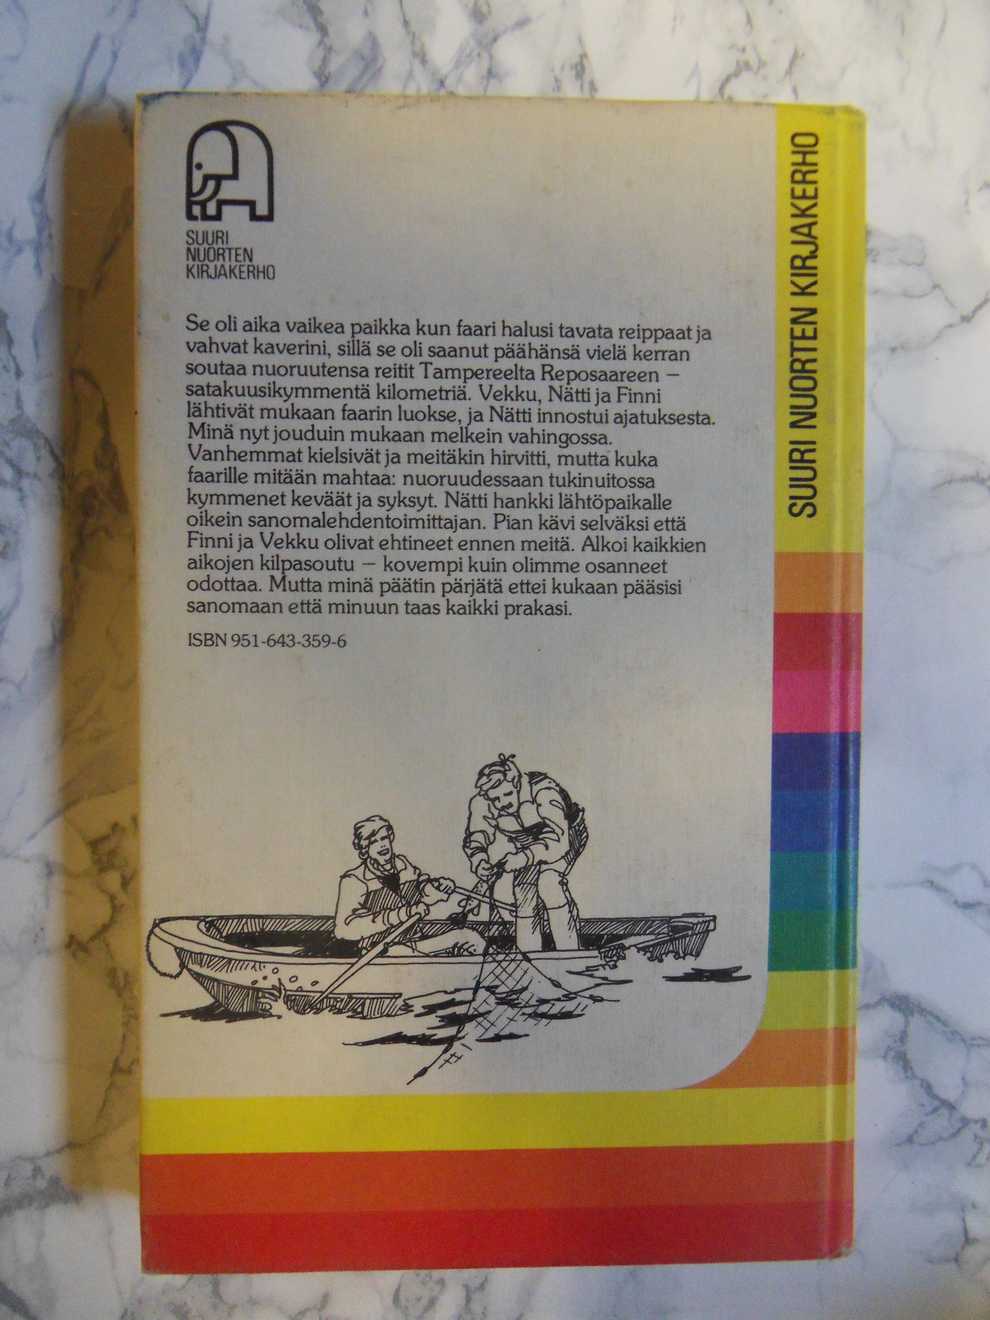 SUURI
NUORTEN
KIRJAKERHO
Se oli aika vaikea paikka kun faari halusi tavata reippaat ja
vahvat kaverini, sillä se oli saanut päähänsä vielä kerran
soutaa nuoruutensa reitit Tampereelta Reposaareen –
satakuusikymmentä kilometriä. Vekku, Nätti ja Finni
lähtivät mukaan faarin luokse, ja Nätti innostui ajatuksesta.
Minä nyt jouduin mukaan melkein vahingossa.
Vanhemmat kielsivät ja meitäkin hirvitti, mutta kuka
faarille mitään mahtaa: nuoruudessaan tukinuitossa
kymmenet keväät ja syksyt. Nätti hankki lähtöpaikalle
oikein sanomalehdentoimittajan. Pian kävi selväksi että
Finni ja Vekku olivat ehtineet ennen meitä. Alkoi kaikkien
aikojen kilpasoutu – kovempi kuin olimme osanneet
odottaa. Mutta minä päätin pärjätä ettei kukaan pääsisi
sanomaan että minuun taas kaikki prakasi.
ISBN 951-643-359-6
SUURI NUORTEN KIRJAKERHO